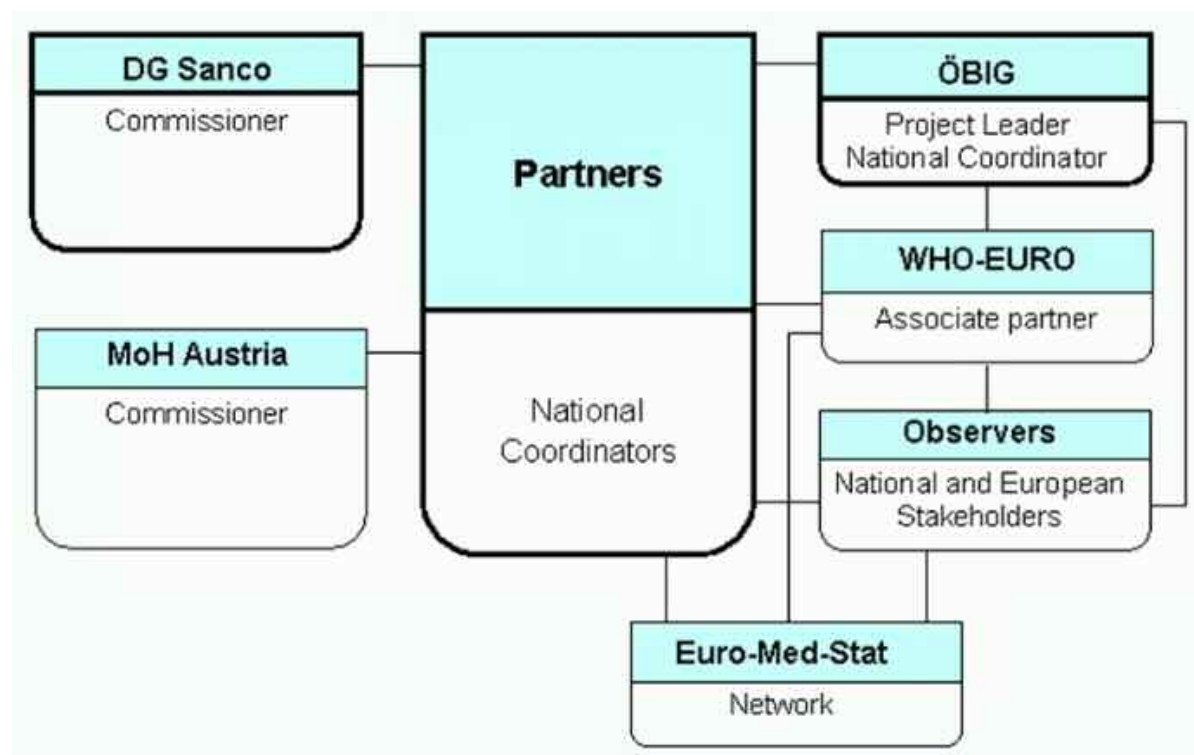 DG Sanco
Commissioner
MoH Austria
Commissioner
Partners
National
Coordinators
ÖBIG
Project Leader
National Coordinator
WHO-EURO
Associate partner
Observers
National and European
Stakeholders
Euro-Med-Stat
Network